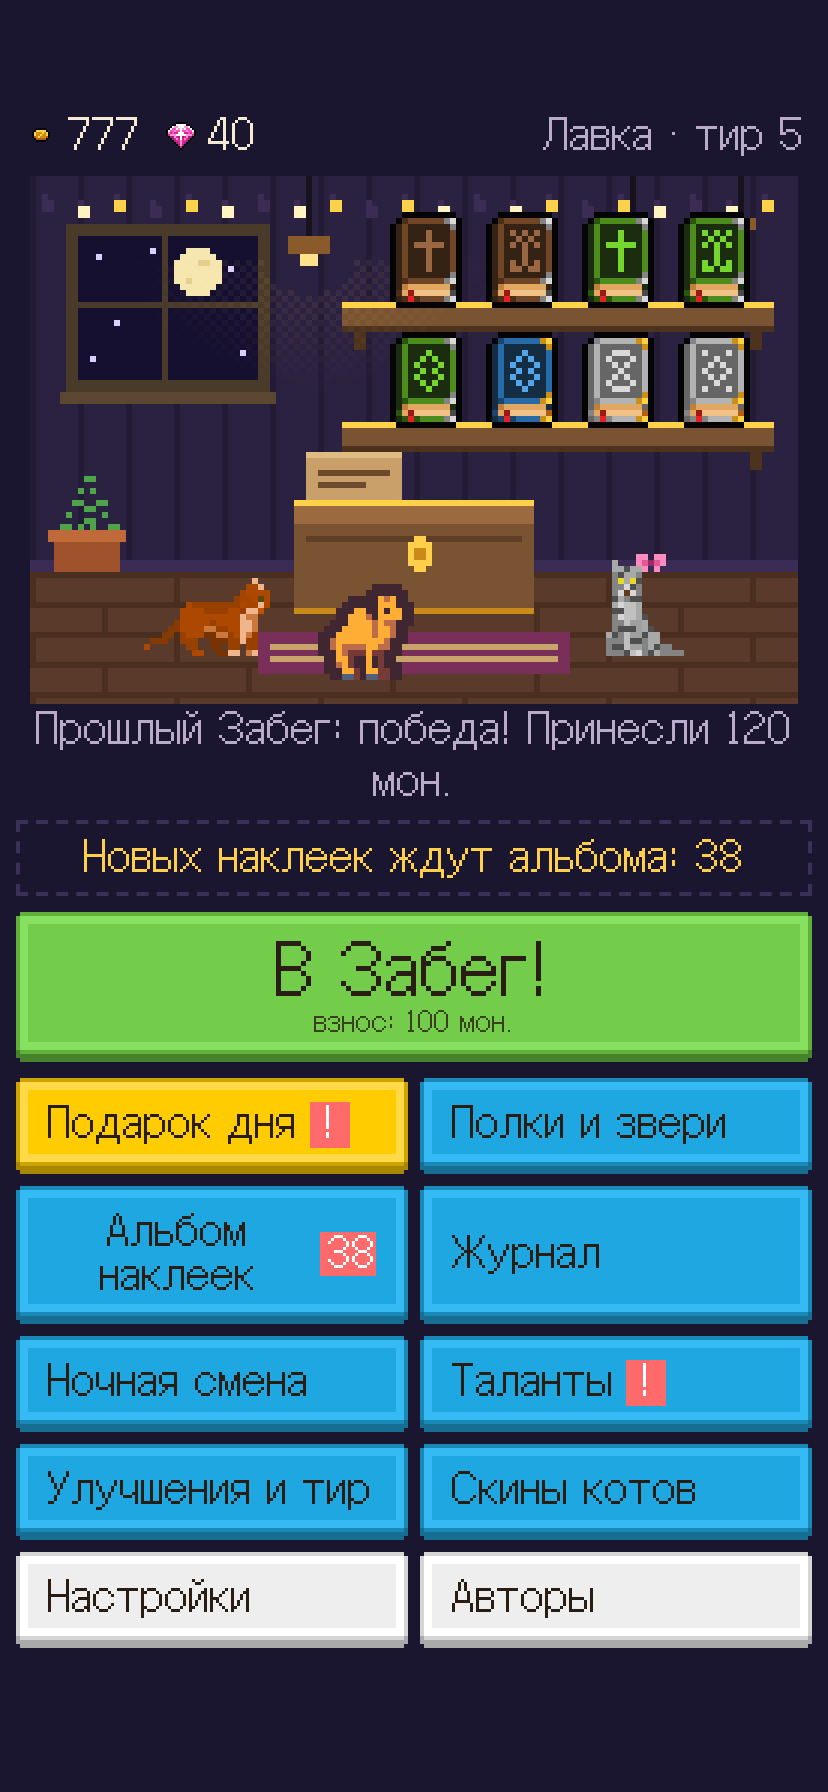 777 40 Лавка · тир 5
Прошлый Забег: победа! Принесли 120
мон.
Новых наклеек ждут альбома: 38
В Забег!
взнос: 100 мон.
Подарок дня !
Полки и звери
Альбом
наклеек
38
Журнал
Ночная смена
Таланты !
Улучшения и тир
Скины котов
Настройки
Авторы